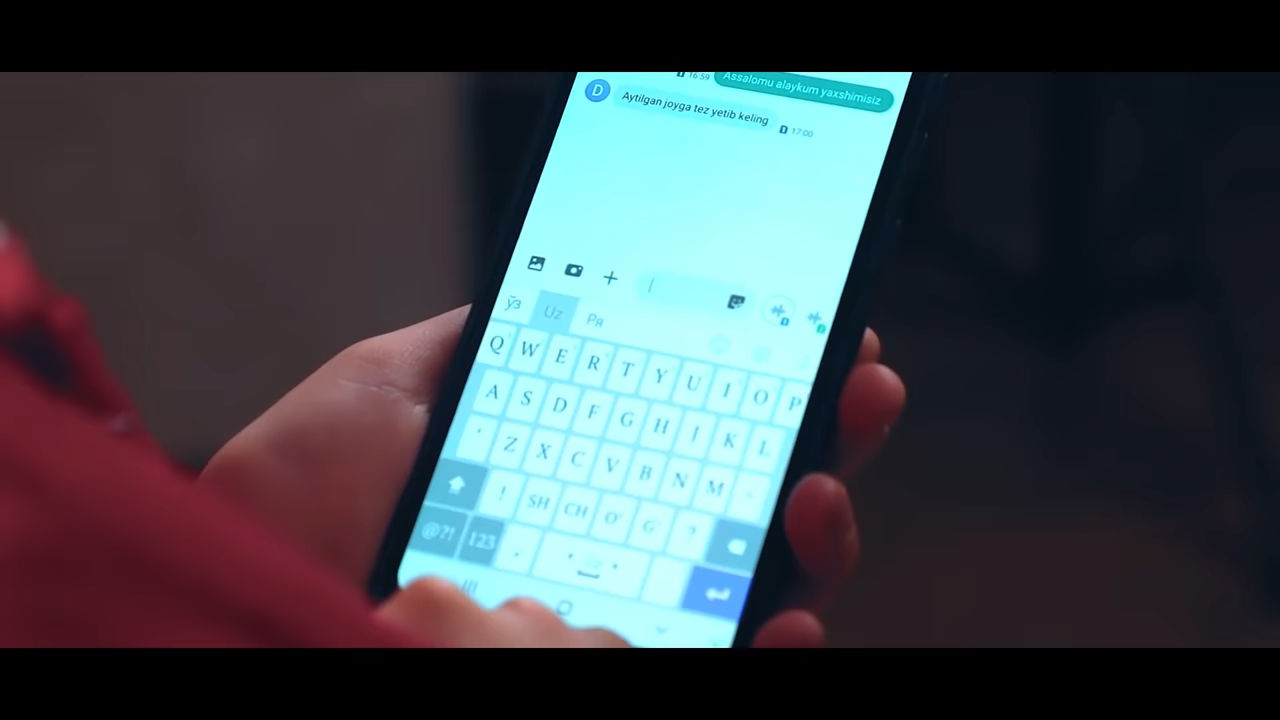 16:59 Assalomu alaykum yaxshimisiz
D Aytilgan joyga tez yetib keling 17:00
ўз Uz Ря
Q W E R T Y U I O P
A S D F G H J K L
' Z X C V B N M -
! SH CH O' G' ?
@?! 123 .